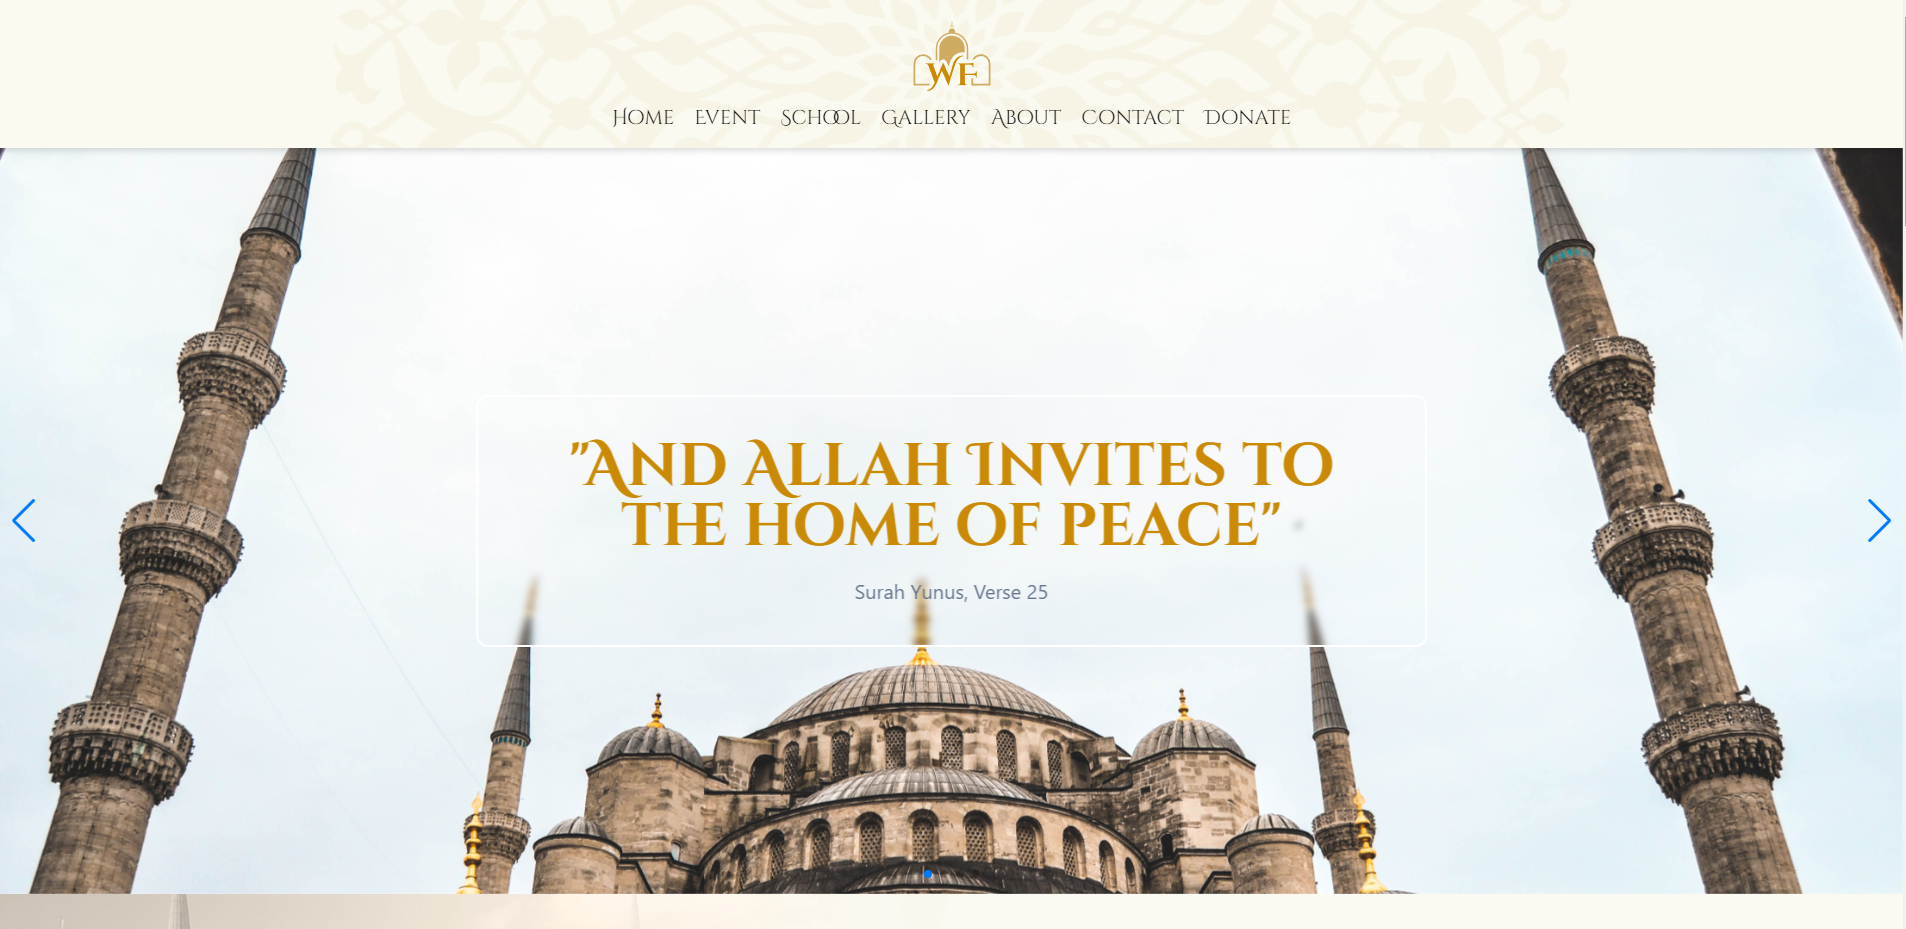 WF
Home Event School Gallery About Contact Donate
"And Allah Invites to
the home of peace"
Surah Yunus, Verse 25